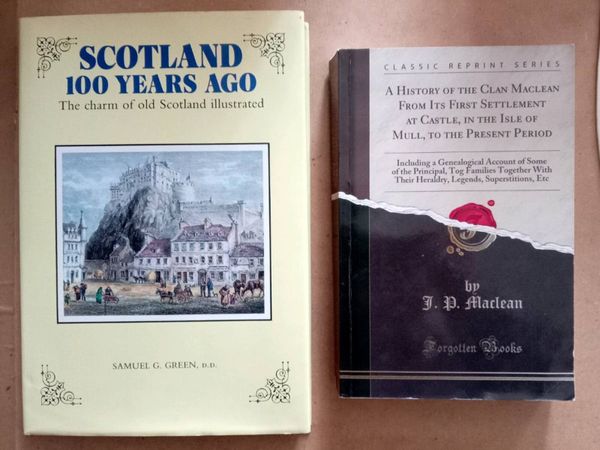 SCOTLAND
100 YEARS AGO
The charm of old Scotland illustrated
SAMUEL G. GREEN, D.D.
CLASSIC REPRINT SERIES
A History of the Clan Maclean
From Its First Settlement
at Castle, in the Isle of
Mull, to the Present Period
Including a Genealogical Account of Some
of the Principal, Tog Families Together With
Their Heraldry, Legends, Superstitions, Etc
by
J. P. Maclean
Forgotten Books